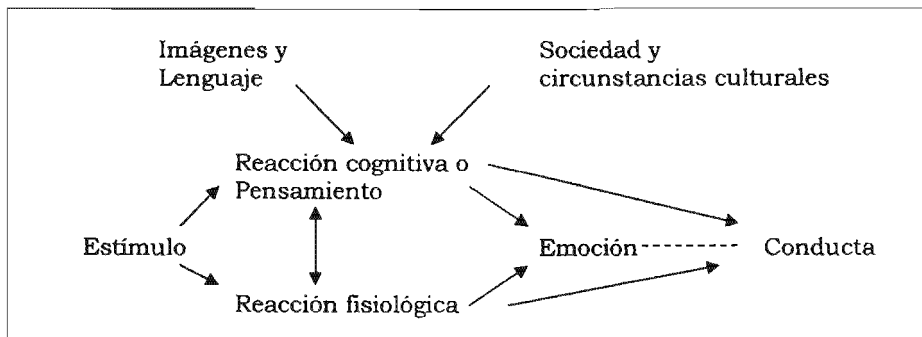 Imágenes y
Lenguaje
Sociedad y
circunstancias culturales
Reacción cognitiva o
Pensamiento
Estímulo
Emoción
Conducta
Reacción fisiológica